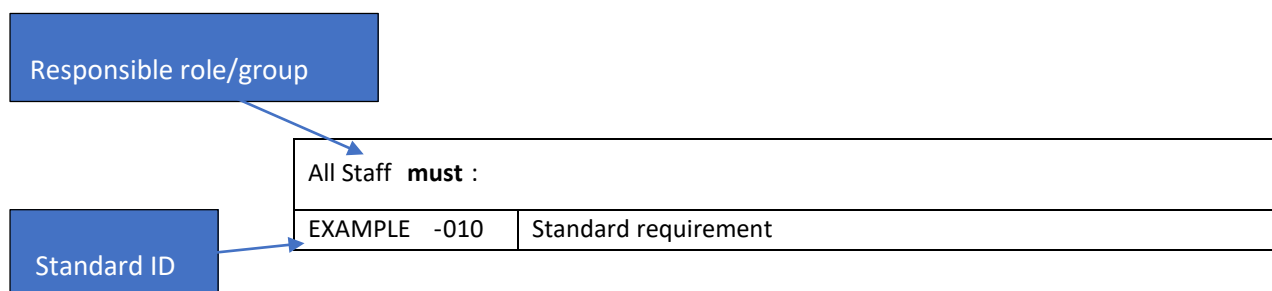 Responsible role/group
All Staff must :
EXAMPLE -010 Standard requirement
Standard ID